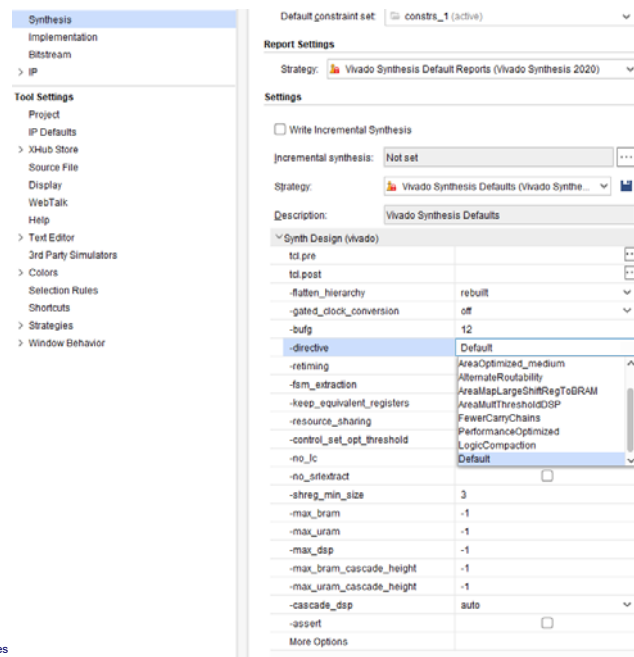 Synthesis
Implementation
Bitstream
> IP
Tool Settings
Project
IP Defaults
> XHub Store
Source File
Display
WebTalk
Help
> Text Editor
3rd Party Simulators
> Colors
Selection Rules
Shortcuts
> Strategies
> Window Behavior
es
Default constraint set: constrs_1 (active)
Report Settings
Strategy: Vivado Synthesis Default Reports (Vivado Synthesis 2020)
Settings
Write Incremental Synthesis
Incremental synthesis: Not set ...
Strategy: Vivado Synthesis Defaults (Vivado Synthe...
Description: Vivado Synthesis Defaults
Synth Design (vivado)
tcl.pre
tcl.post
-flatten_hierarchy rebuilt
-gated_clock_conversion off
-bufg 12
-directive Default
-retiming AreaOptimized_medium
AlternateRoutability
-fsm_extraction AreaMapLargeShiftRegToBRAM
-keep_equivalent_registers AreaMultThresholdDSP
-resource_sharing FewerCarryChains
PerformanceOptimized
-control_set_opt_threshold LogicCompaction
-no_lc Default
-no_srlextract
-shreg_min_size 3
-max_bram -1
-max_uram -1
-max_dsp -1
-max_bram_cascade_height -1
-max_uram_cascade_height -1
-cascade_dsp auto
-assert
More Options